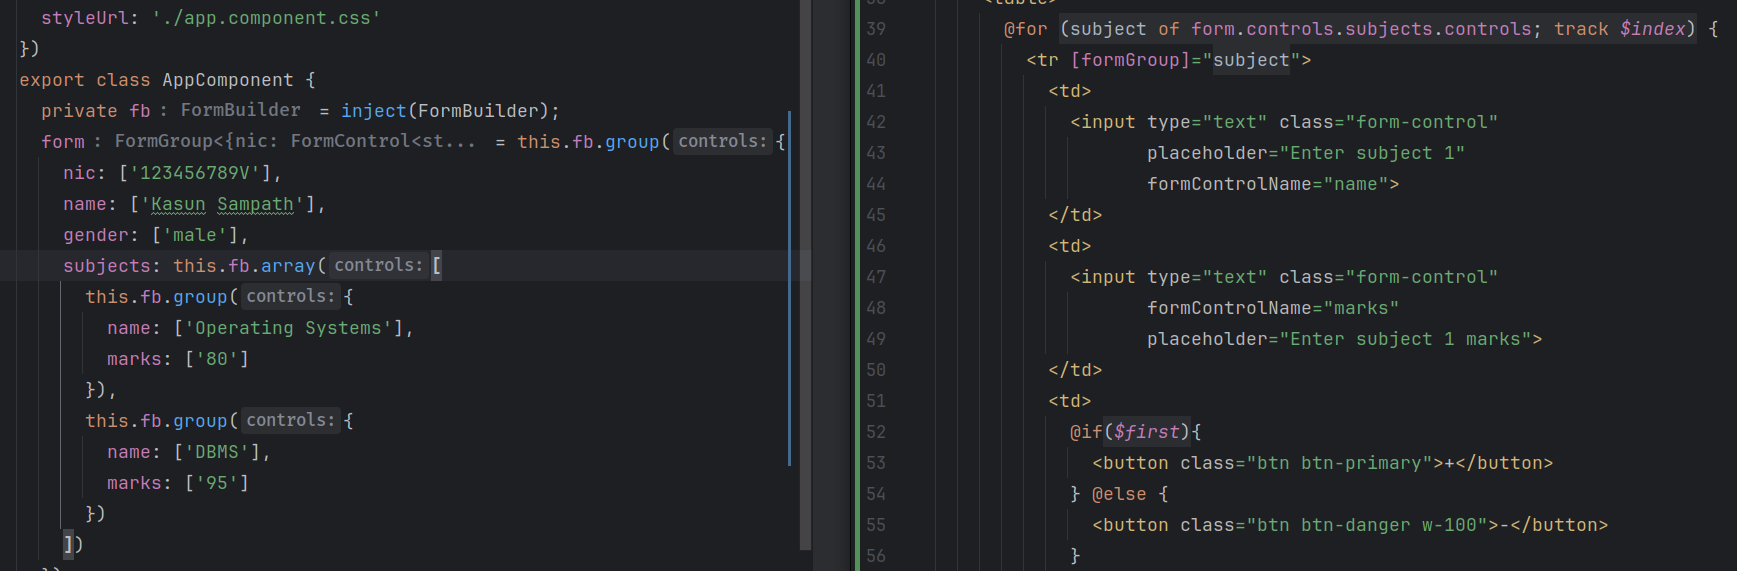 styleUrl: './app.component.css'
})
export class AppComponent {
private fb : FormBuilder = inject(FormBuilder);
form : FormGroup<{nic: FormControl<st... = this.fb.group( controls: {
nic: ['123456789V'],
name: ['Kasun Sampath'],
gender: ['male'],
subjects: this.fb.array( controls: [
this.fb.group( controls: {
name: ['Operating Systems'],
marks: ['80']
}),
this.fb.group( controls: {
name: ['DBMS'],
marks: ['95']
})
])
39 @for (subject of form.controls.subjects.controls; track $index) {
40 <tr [formGroup]="subject">
41 <td>
42 <input type="text" class="form-control"
43 placeholder="Enter subject 1"
44 formControlName="name">
45 </td>
46 <td>
47 <input type="text" class="form-control"
48 formControlName="marks"
49 placeholder="Enter subject 1 marks">
50 </td>
51 <td>
52 @if($first){
53 <button class="btn btn-primary">+</button>
54 } @else {
55 <button class="btn btn-danger w-100">-</button>
56 }